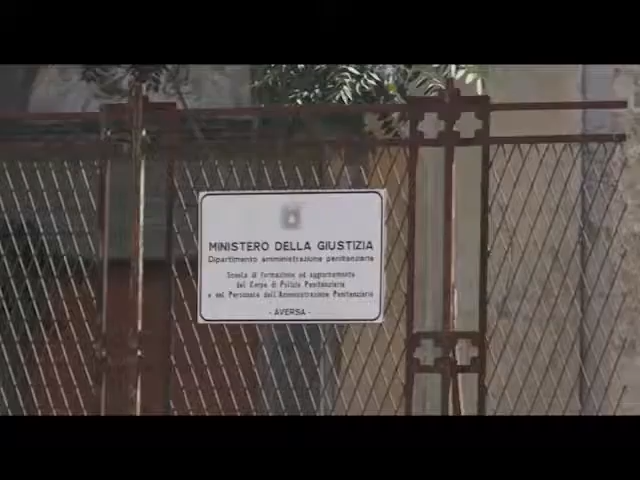 MINISTERO DELLA GIUSTIZIA
Dipartimento amministrazione penitenziaria
Scuola di formazione ed aggiornamento
del Corpo di Polizia Penitenziaria
e del Personale dell'Amministrazione Penitenziaria
- AVERSA -